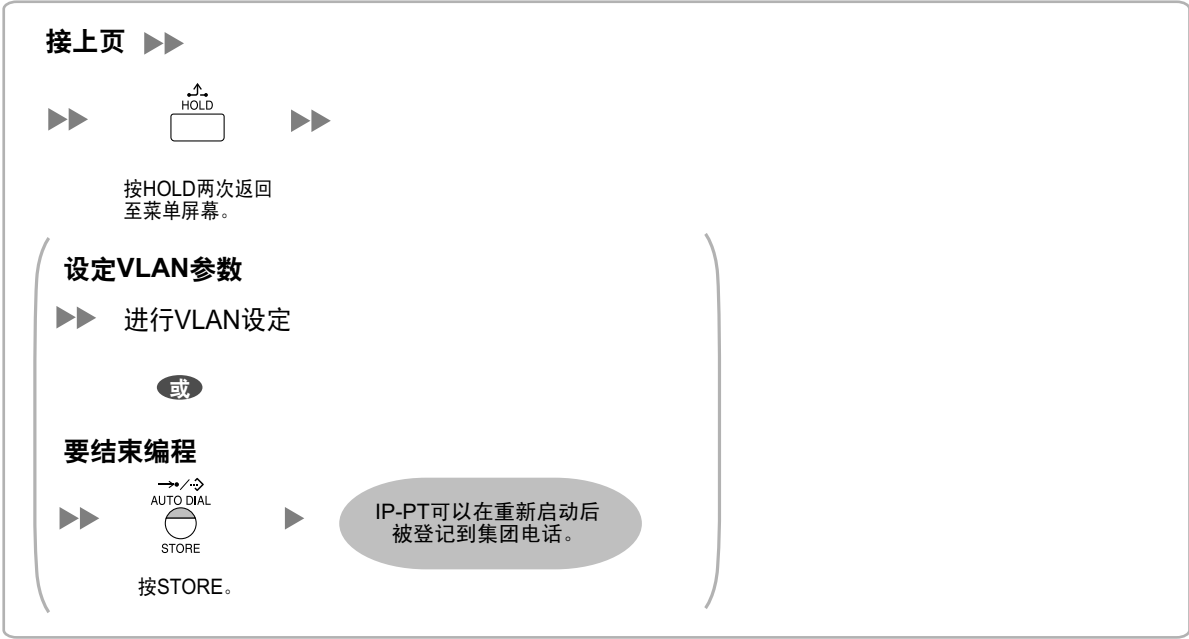 接上页
HOLD
按HOLD两次返回
至菜单屏幕。
设定VLAN参数
进行VLAN设定
或
要结束编程
AUTO DIAL
STORE
IP-PT可以在重新启动后
被登记到集团电话。
按STORE。